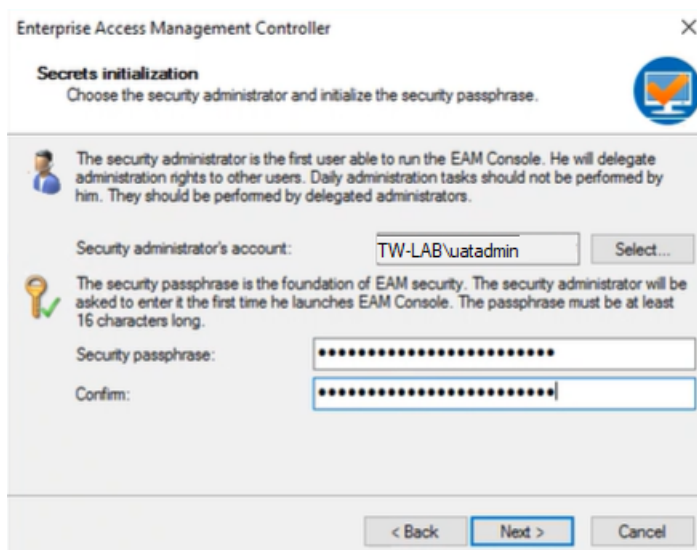 Enterprise Access Management Controller
Secrets initialization
Choose the security administrator and initialize the security passphrase.
The security administrator is the first user able to run the EAM Console. He will delegate
administration rights to other users. Daily administration tasks should not be performed by
him. They should be performed by delegated administrators.
Security administrator's account: TW-LAB\uatadmin Select...
The security passphrase is the foundation of EAM security. The security administrator will be
asked to enter it the first time he launches EAM Console. The passphrase must be at least
16 characters long.
Security passphrase: ••••••••••••••••••••••••
Confirm: ••••••••••••••••••••••••
< Back Next > Cancel